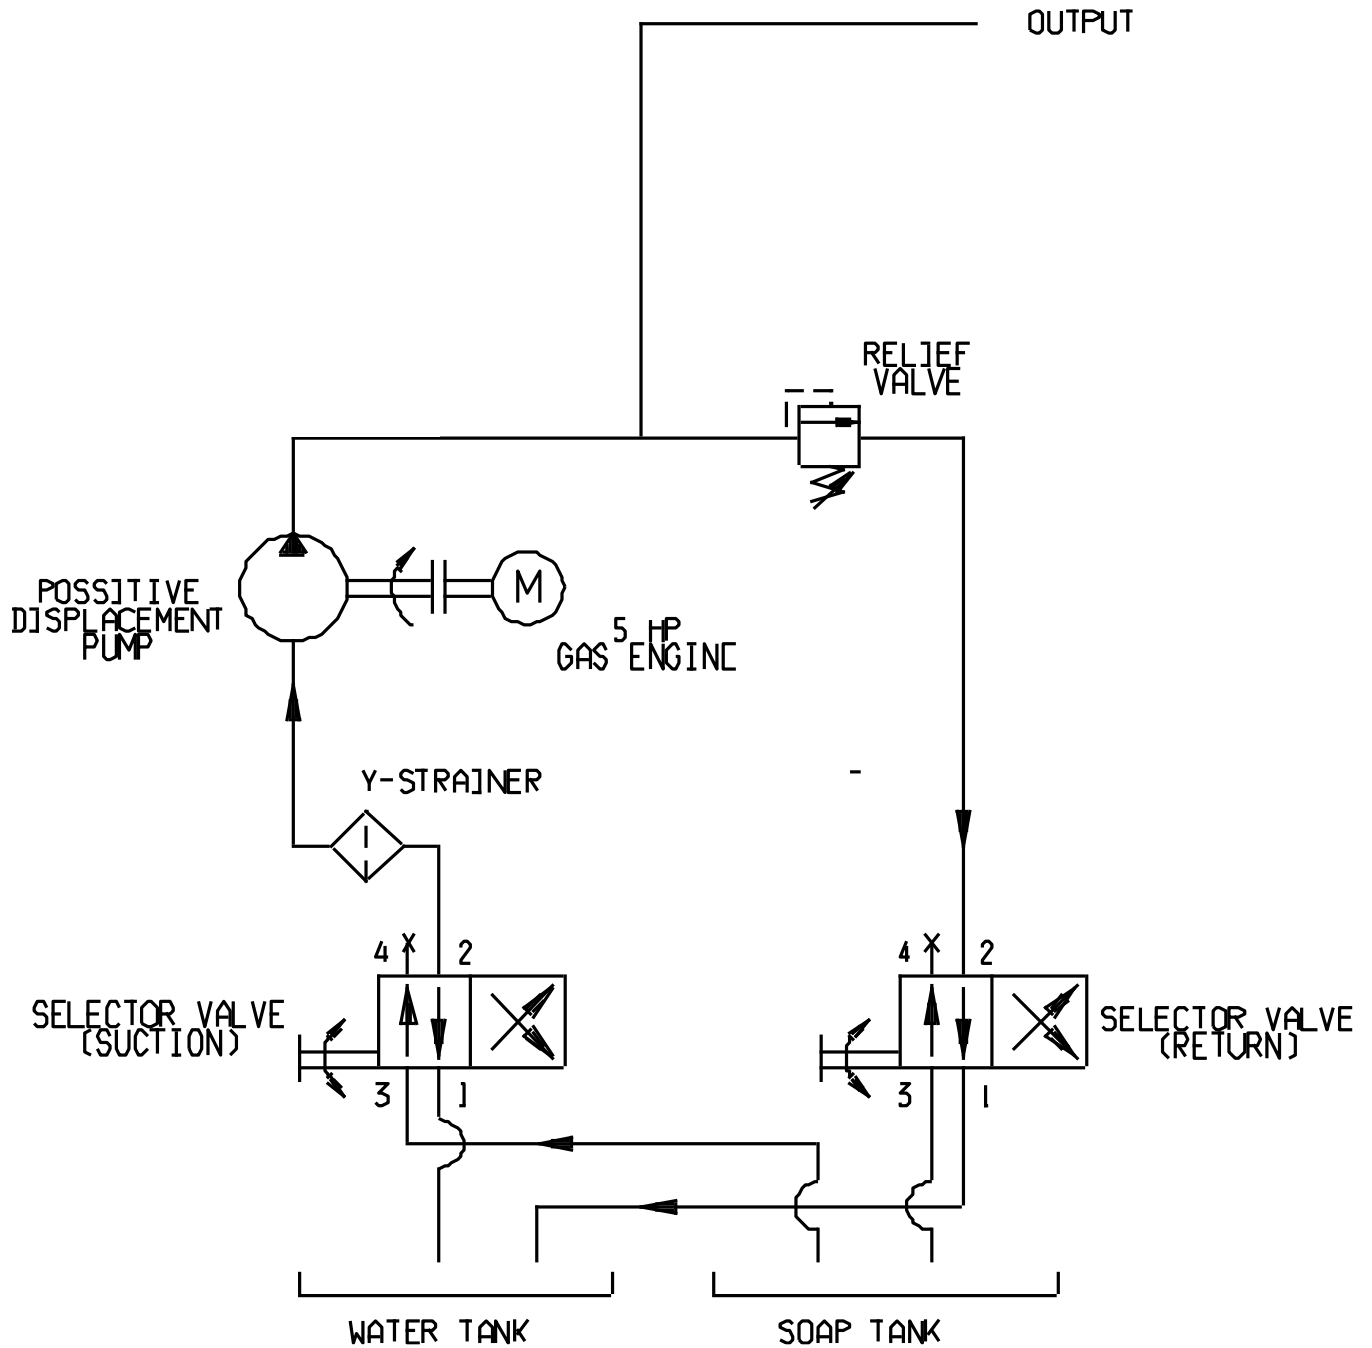 OUTPUT
RELIEF
VALVE
POSSITIVE
DISPLACEMENT
PUMP
M
5 HP
GAS ENGINE
Y-STRAINER
4 X 2
4 X 2
SELECTOR VALVE
(SUCTION)
SELECTOR VALVE
(RETURN)
3 1
3 1
WATER TANK
SOAP TANK